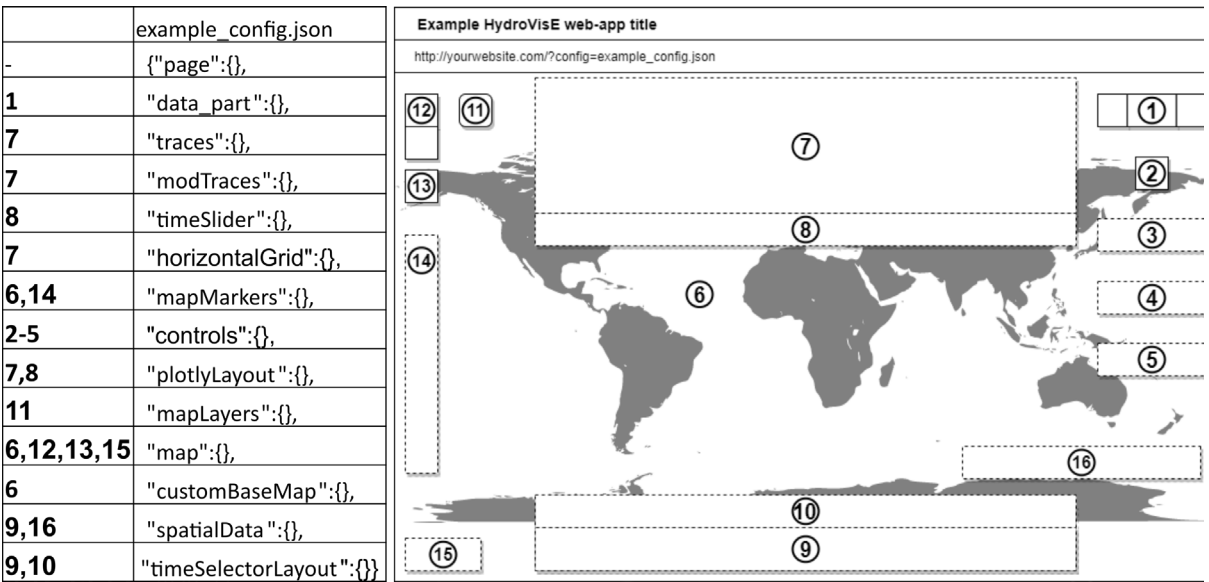 example_config.json
- {"page":{},
1 "data_part":{},
7 "traces":{},
7 "modTraces":{},
8 "timeSlider":{},
7 "horizontalGrid":{},
6,14 "mapMarkers":{},
2-5 "controls":{},
7,8 "plotlyLayout":{},
11 "mapLayers":{},
6,12,13,15 "map":{},
6 "customBaseMap":{},
9,16 "spatialData":{},
9,10 "timeSelectorLayout":{}}
Example HydroVisE web-app title
http://yourwebsite.com/?config=example_config.json
12 11 1
7
13 2
8 3
14
6 4
5
16
10
15 9